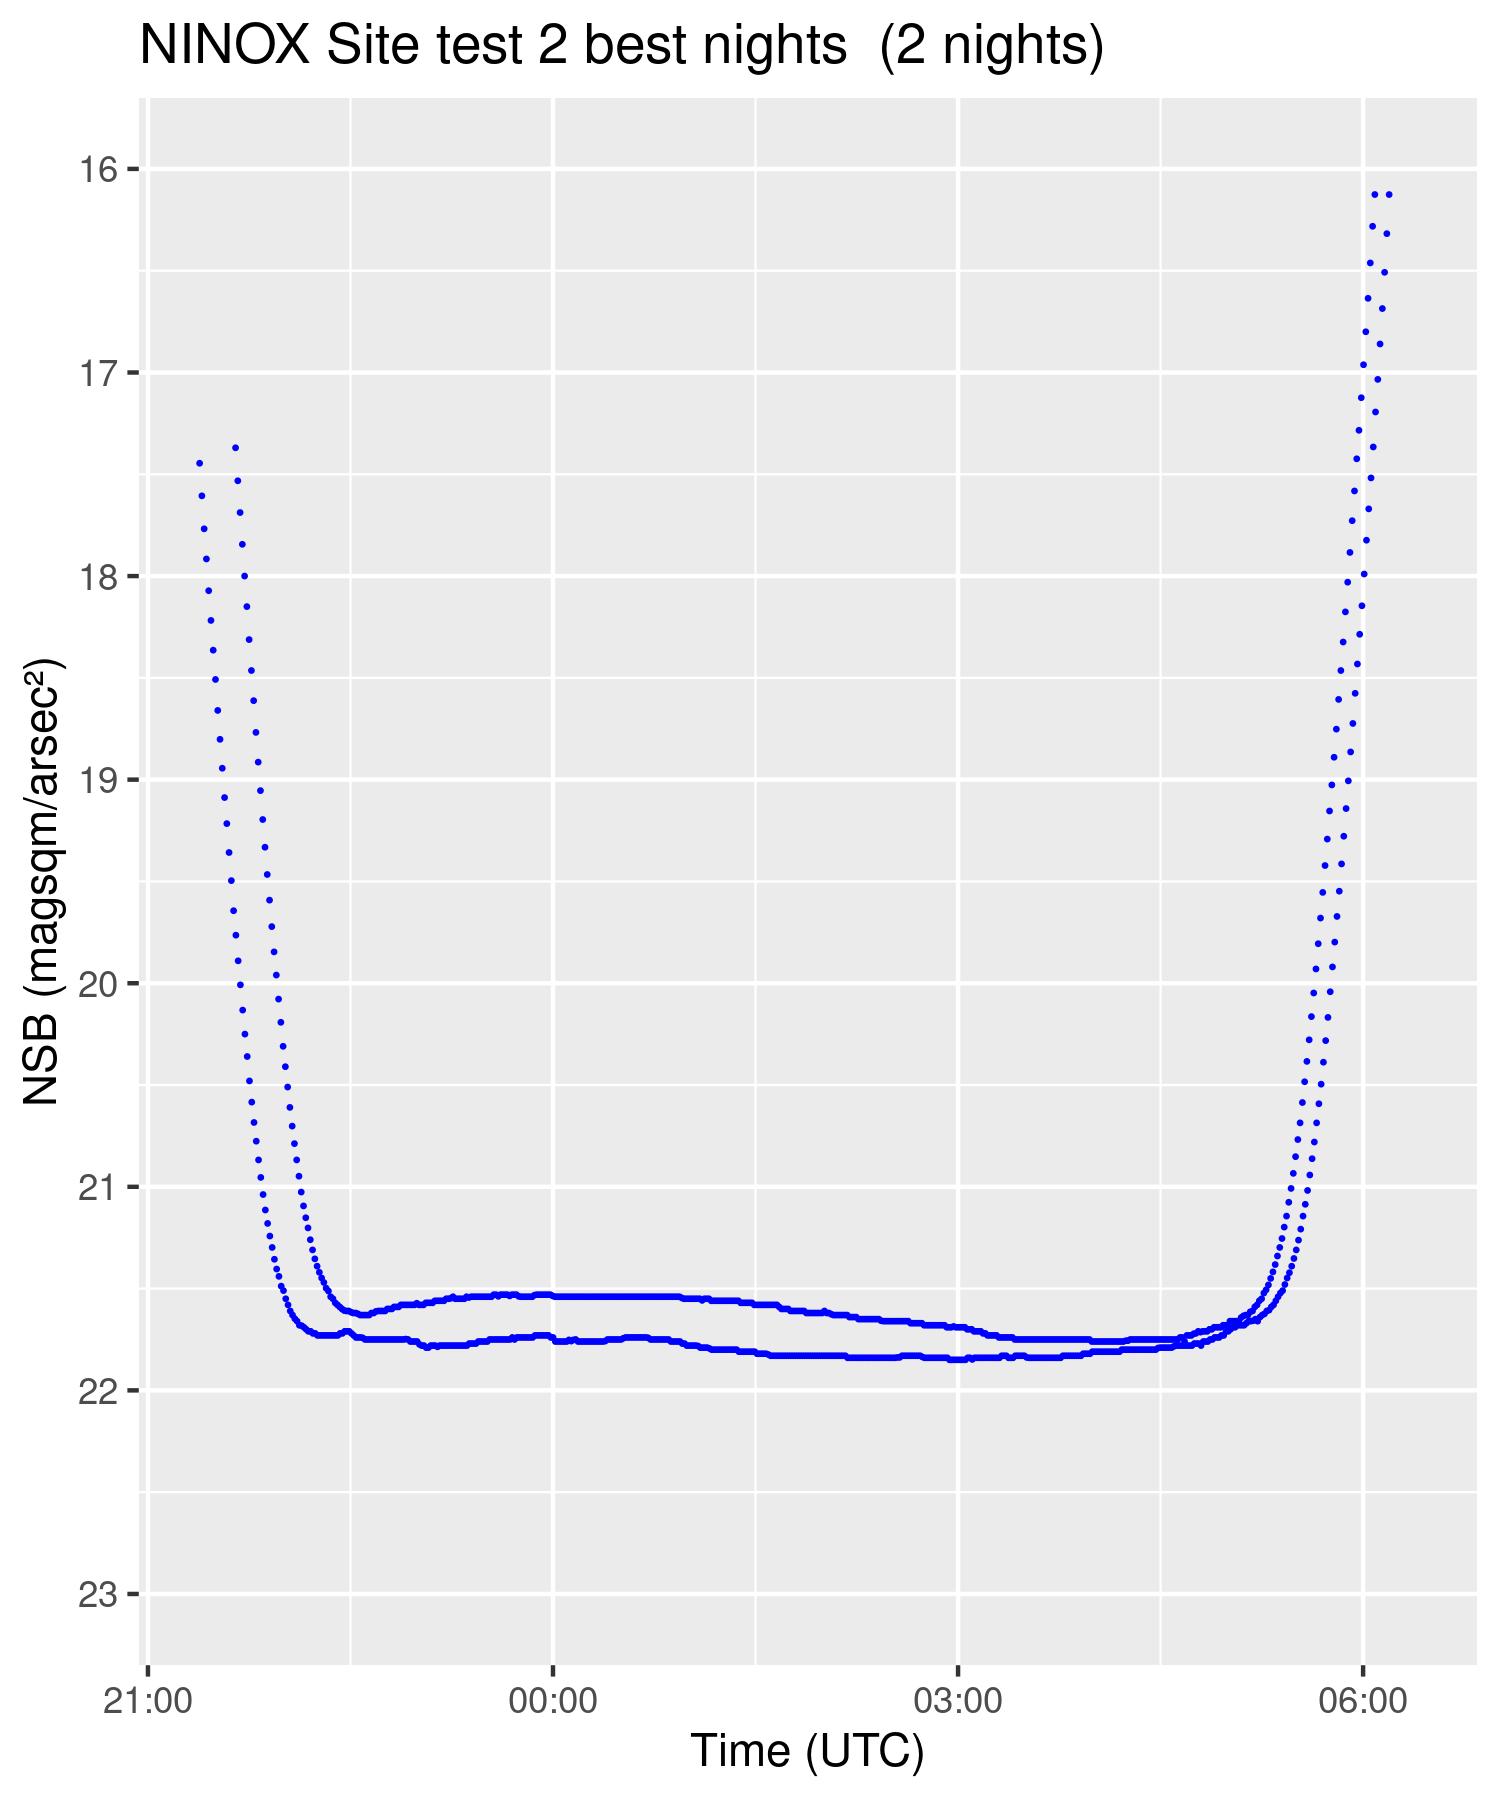 NINOX Site test 2 best nights  (2 nights)
NSB (magsqm/arsec²)
16
17
18
19
20
21
22
23
21:00 00:00 03:00 06:00
Time (UTC)